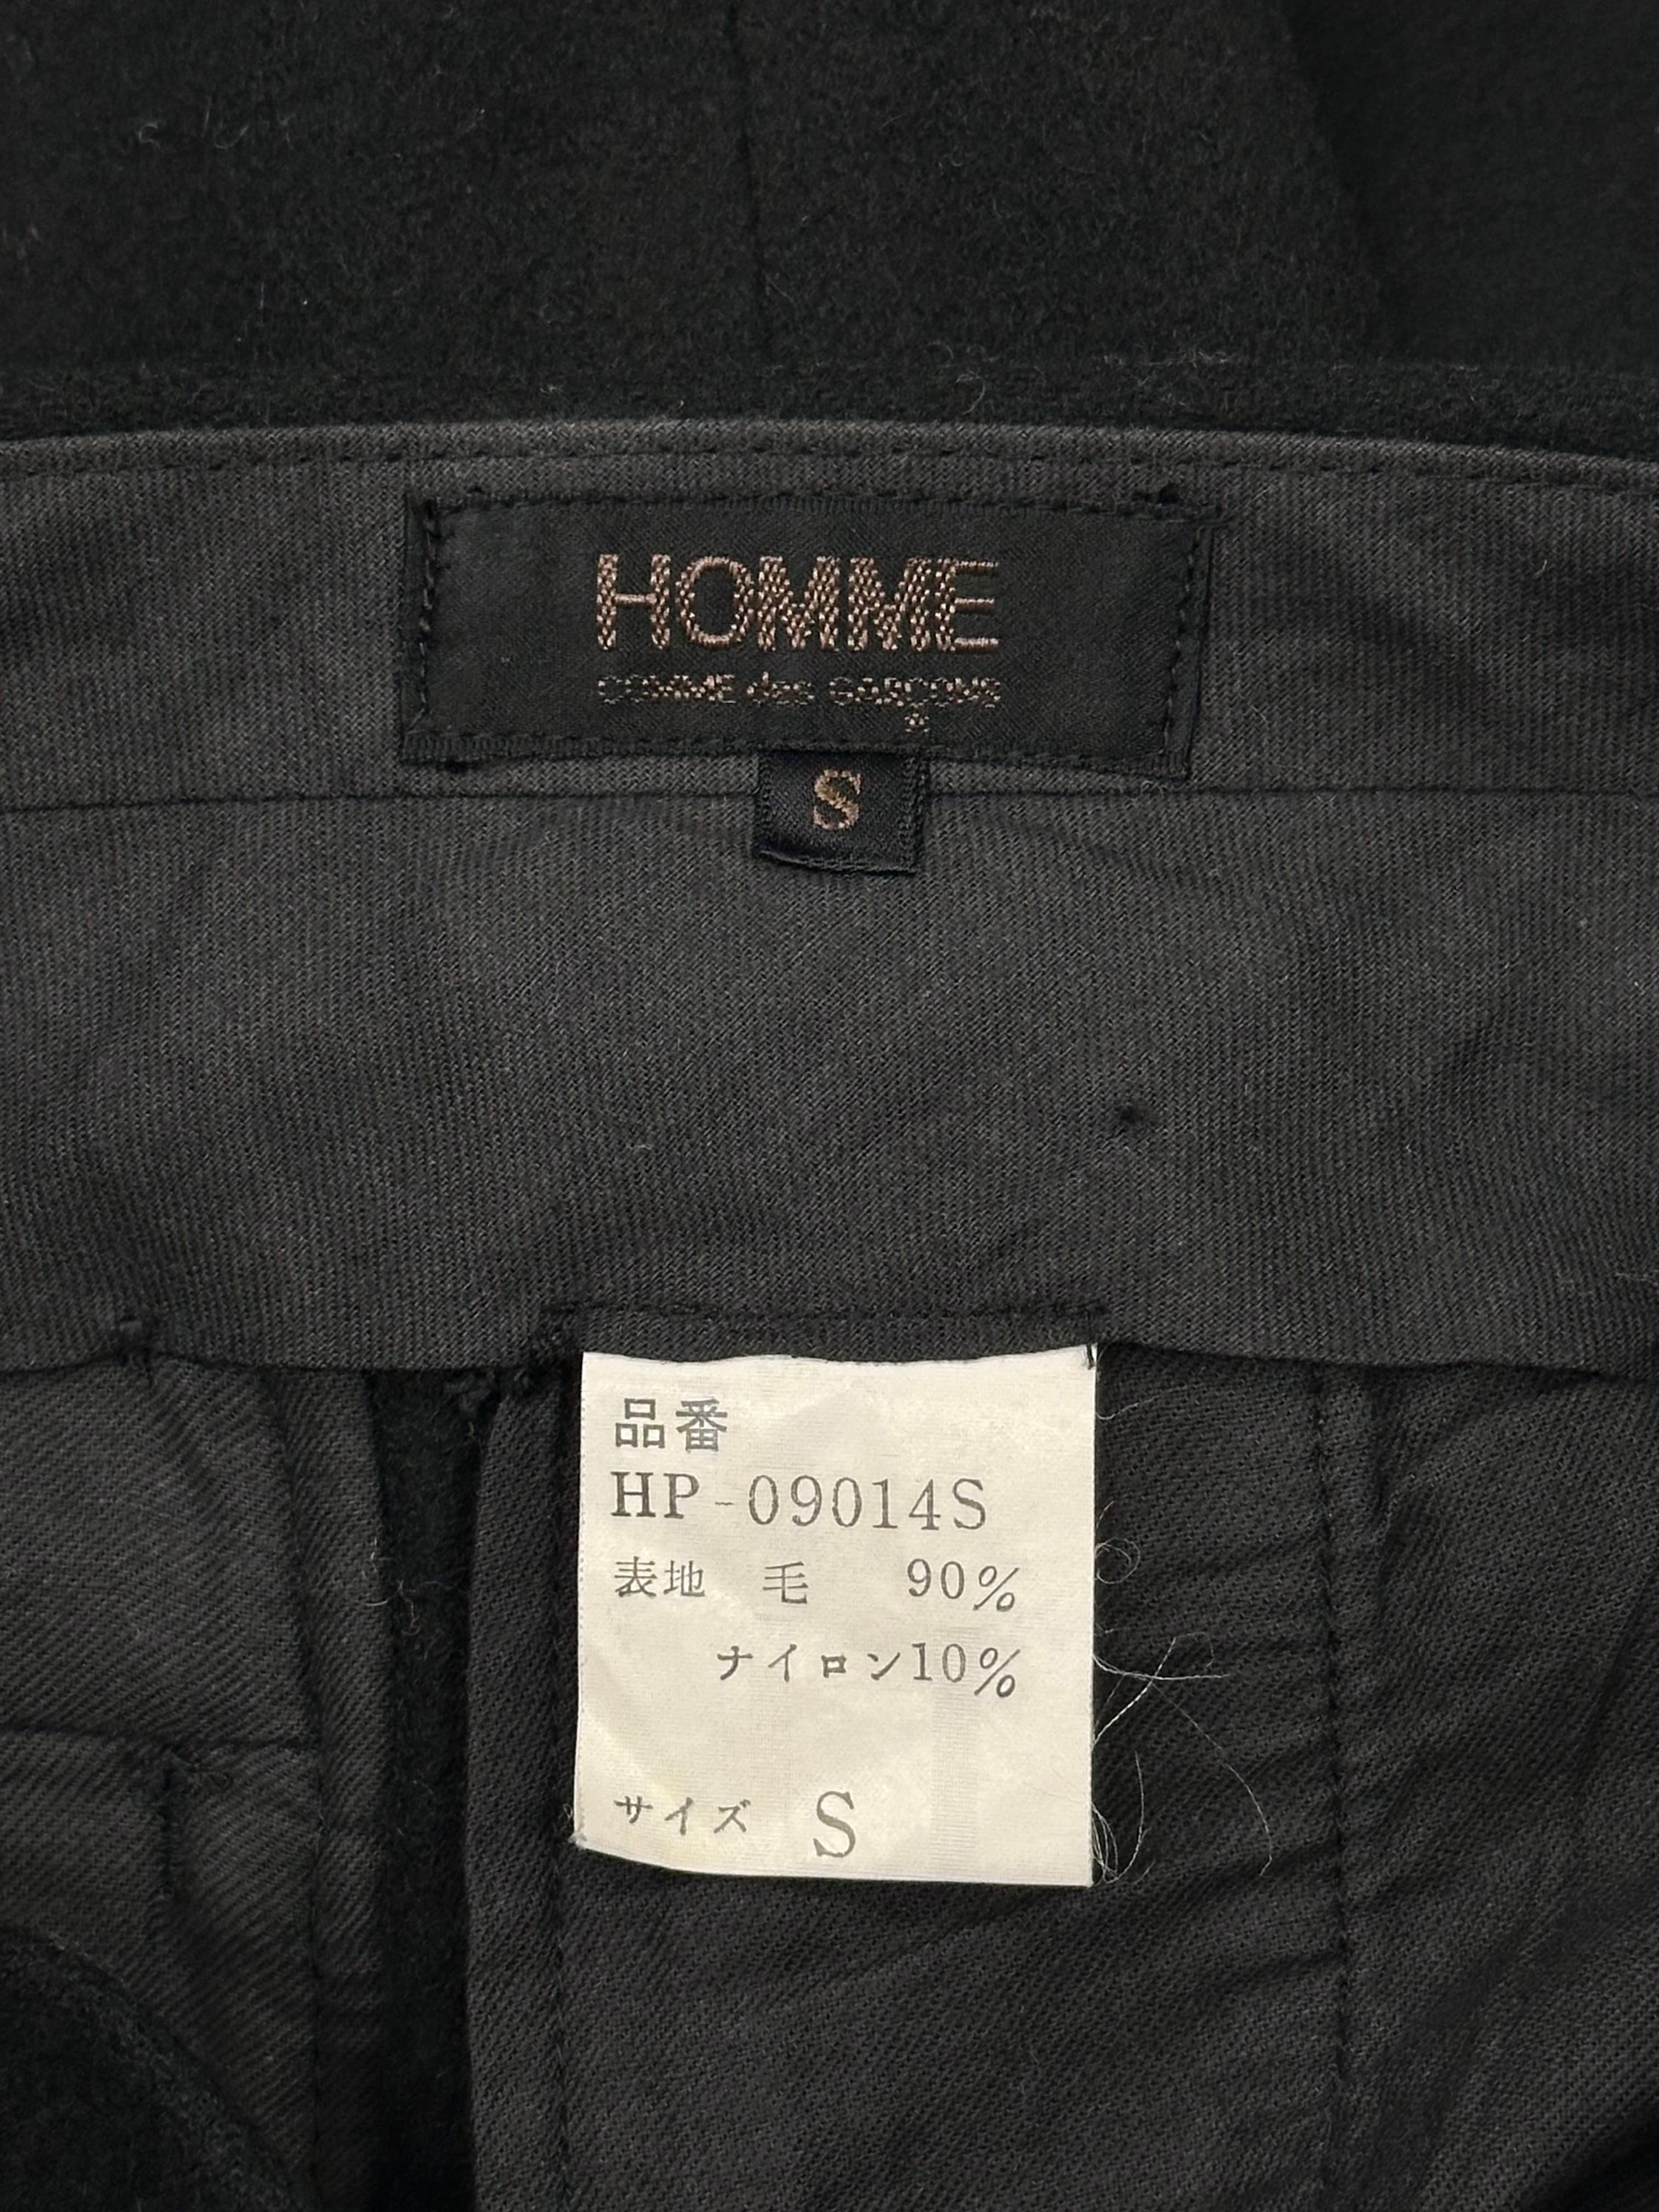 HOMME
COMME des GARÇONS
S
品番
HP-09014S
表地 毛 90%
ナイロン10%
サイズ S